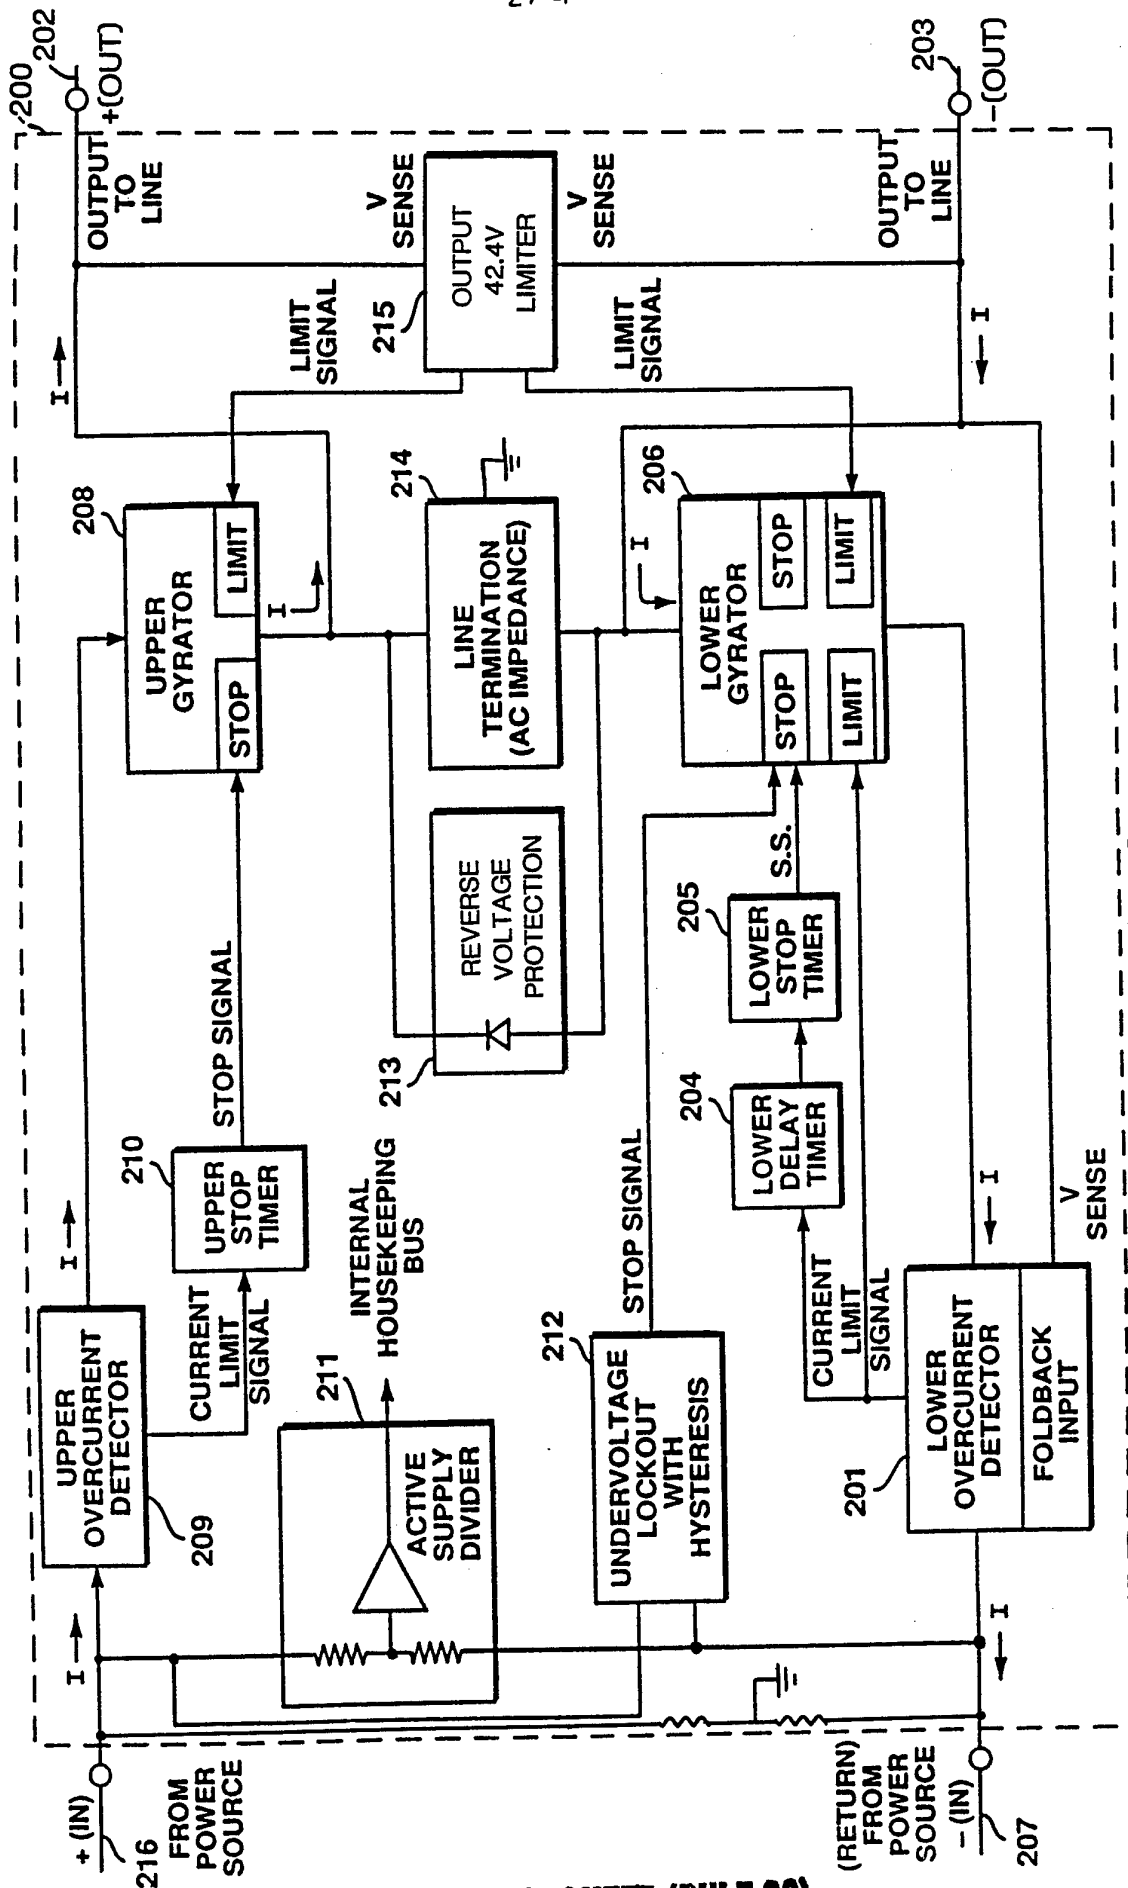 200
202
+(OUT)
OUTPUT
TO
LINE
I
208
UPPER
GYRATOR
STOP
LIMIT
I
LIMIT
SIGNAL
V
SENSE
215
OUTPUT
42.4V
LIMITER
V
SENSE
LIMIT
SIGNAL
OUTPUT
TO
LINE
203
-(OUT)
I
214
LINE
TERMINATION
(AC IMPEDANCE)
I
206
LOWER
GYRATOR
STOP
STOP
LIMIT
LIMIT
213
REVERSE
VOLTAGE
PROTECTION
STOP SIGNAL
210
UPPER
STOP
TIMER
CURRENT
LIMIT
SIGNAL
I
UPPER
OVERCURRENT
DETECTOR
209
I
+ (IN)
216
FROM
POWER
SOURCE
INTERNAL
HOUSEKEEPING
BUS
211
ACTIVE
SUPPLY
DIVIDER
STOP SIGNAL
212
UNDERVOLTAGE
LOCKOUT
WITH
HYSTERESIS
S.S.
205
LOWER
STOP
TIMER
204
LOWER
DELAY
TIMER
CURRENT
LIMIT
SIGNAL
I
V
SENSE
201
LOWER
OVERCURRENT
DETECTOR
FOLDBACK
INPUT
I
(RETURN)
FROM
POWER
SOURCE
- (IN)
207